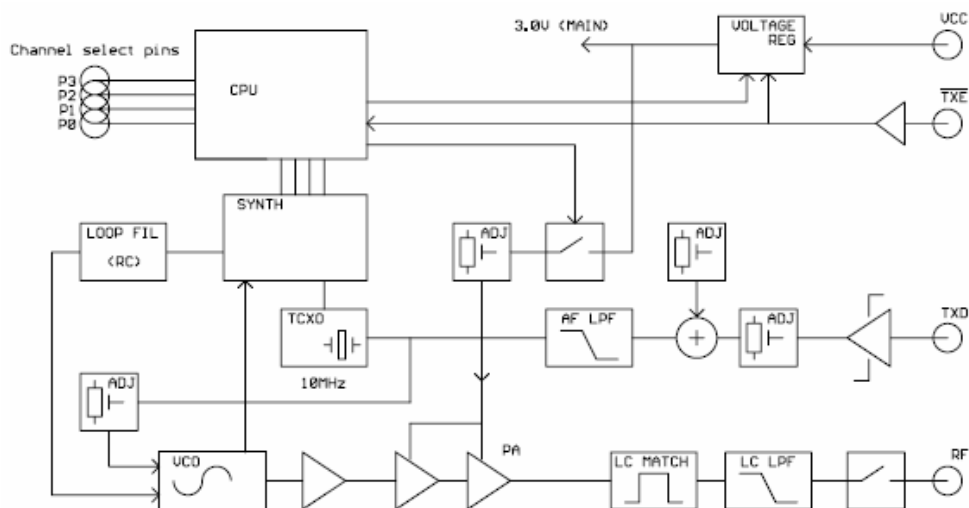 3.0V (MAIN)
VOLTAGE
REG
VCC
Channel select pins
P3
P2
P1
P0
CPU
TXE
SYNTH
LOOP FIL
(RC)
ADJ
ADJ
TCXO
10MHz
AF LPF
+
ADJ
TXD
ADJ
VCO
PA
LC MATCH
LC LPF
RF